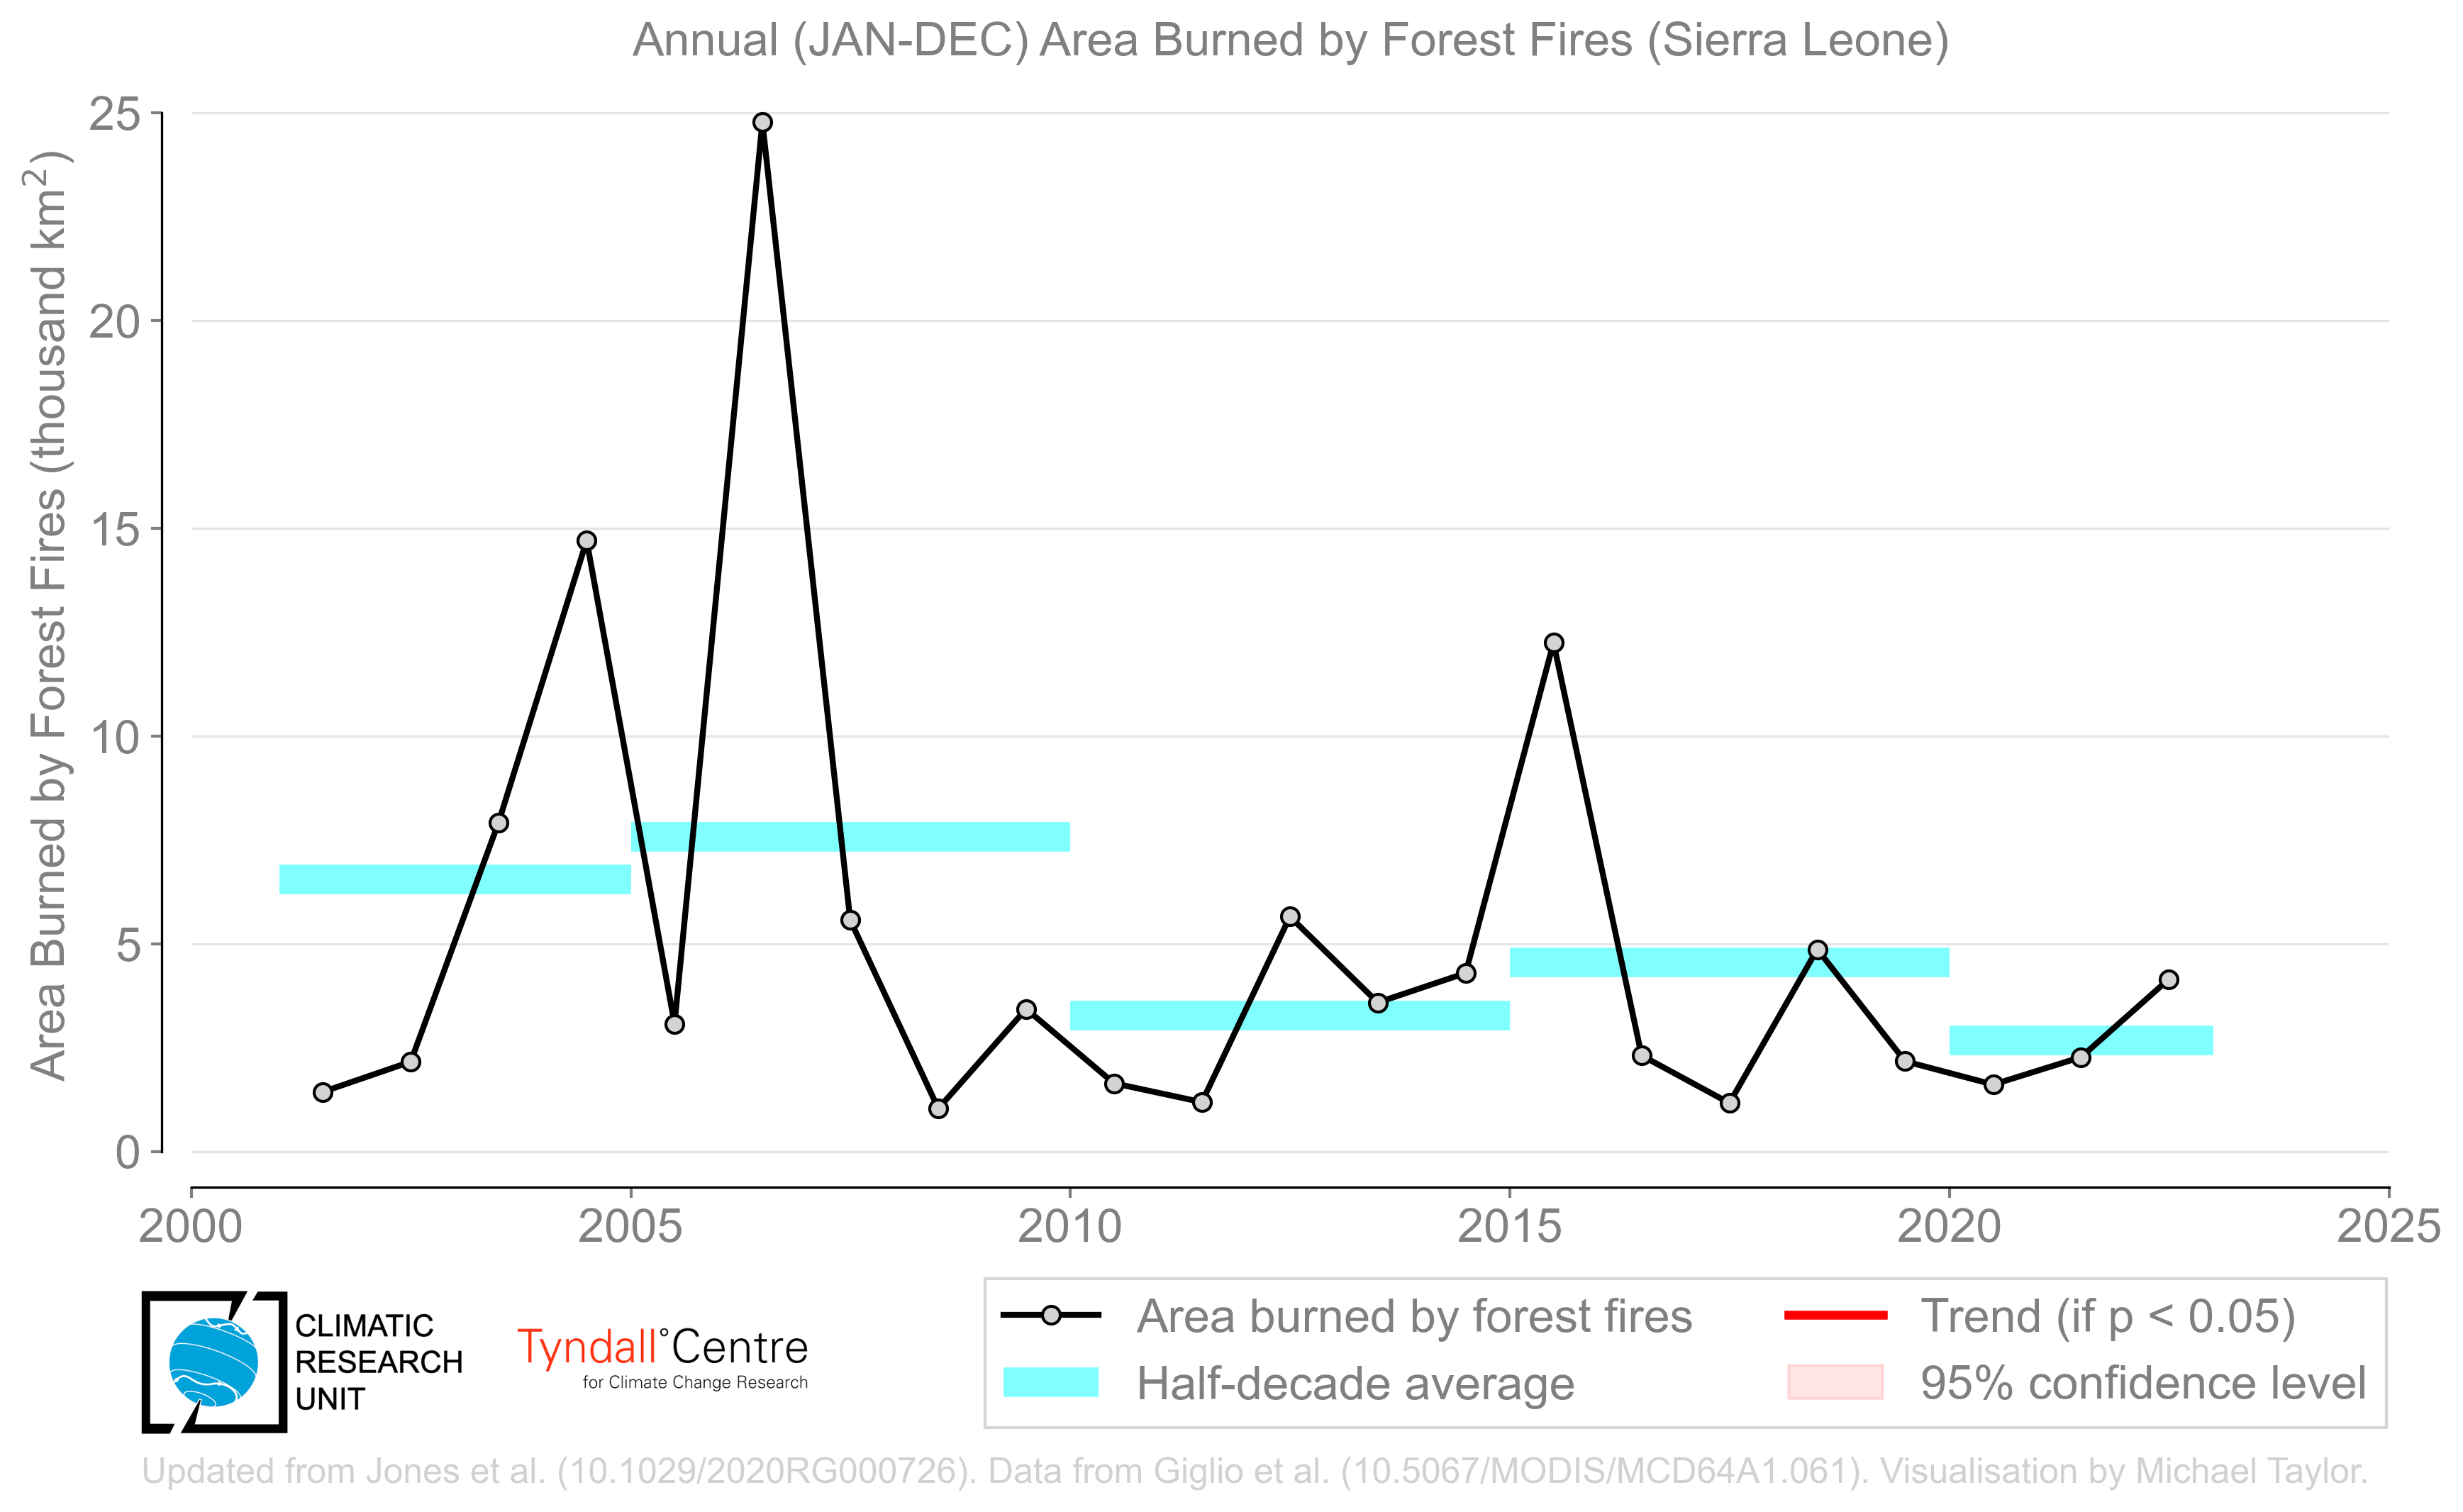 Annual (JAN-DEC) Area Burned by Forest Fires (Sierra Leone)
Area Burned by Forest Fires (thousand km²)
25
20
15
10
5
0
2000 2005 2010 2015 2020 2025
CLIMATIC
RESEARCH
UNIT
Tyndall°Centre
for Climate Change Research
Area burned by forest fires
Half-decade average
Trend (if p < 0.05)
95% confidence level
Updated from Jones et al. (10.1029/2020RG000726). Data from Giglio et al. (10.5067/MODIS/MCD64A1.061). Visualisation by Michael Taylor.